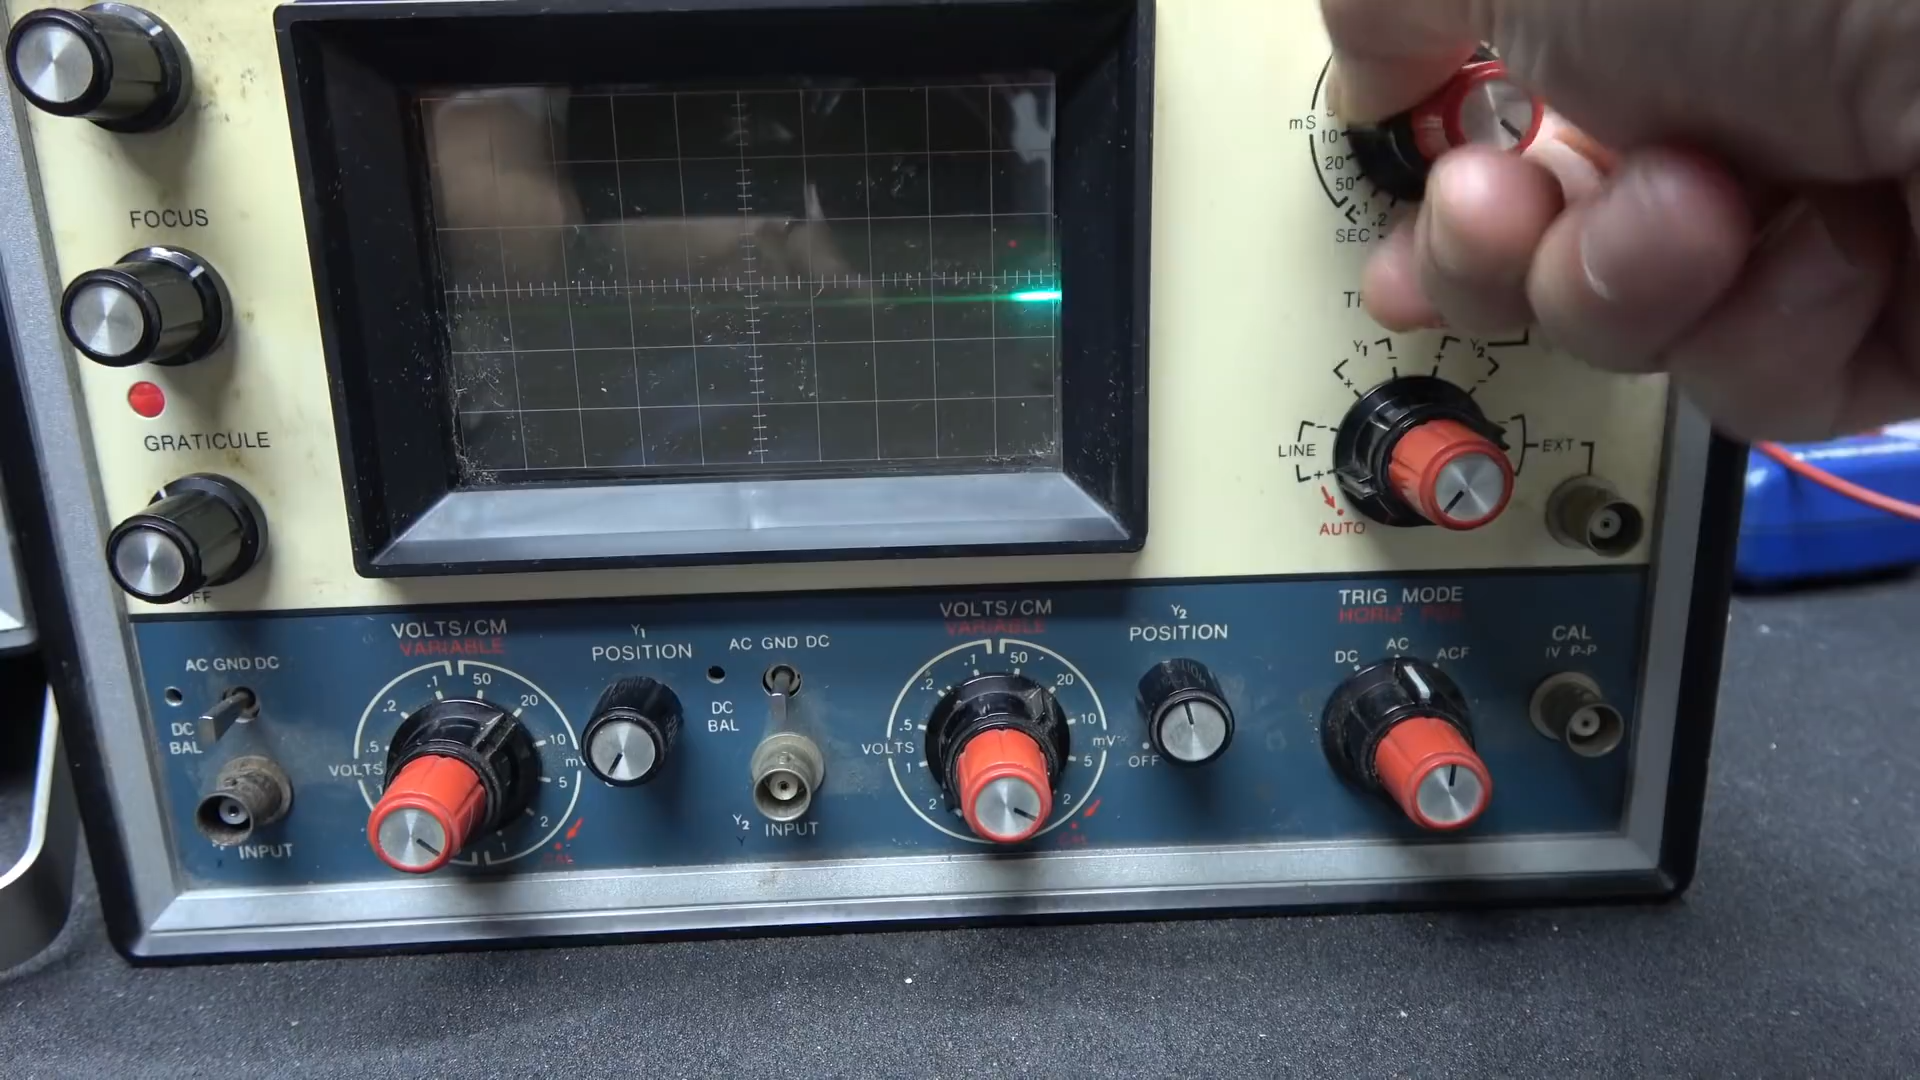 FOCUS
GRATICULE
OFF
mS
10
20
50
.1
.2
SEC
Y1
Y2
+
-
+
-
LINE
-
+
AUTO
EXT
AC GND DC
DC
BAL
INPUT
VOLTS/CM
VARIABLE
.1
50
.2
20
.5
10
VOLTS
5
2
1
CAL
Y1
POSITION
AC GND DC
DC
BAL
Y2
Y
INPUT
VOLTS/CM
VARIABLE
.1
50
.2
20
.5
10
VOLTS
mV
1
5
2
2
CAL
Y2
POSITION
OFF
TRIG MODE
HORIZ POS
DC
AC
ACF
CAL
1V P-P